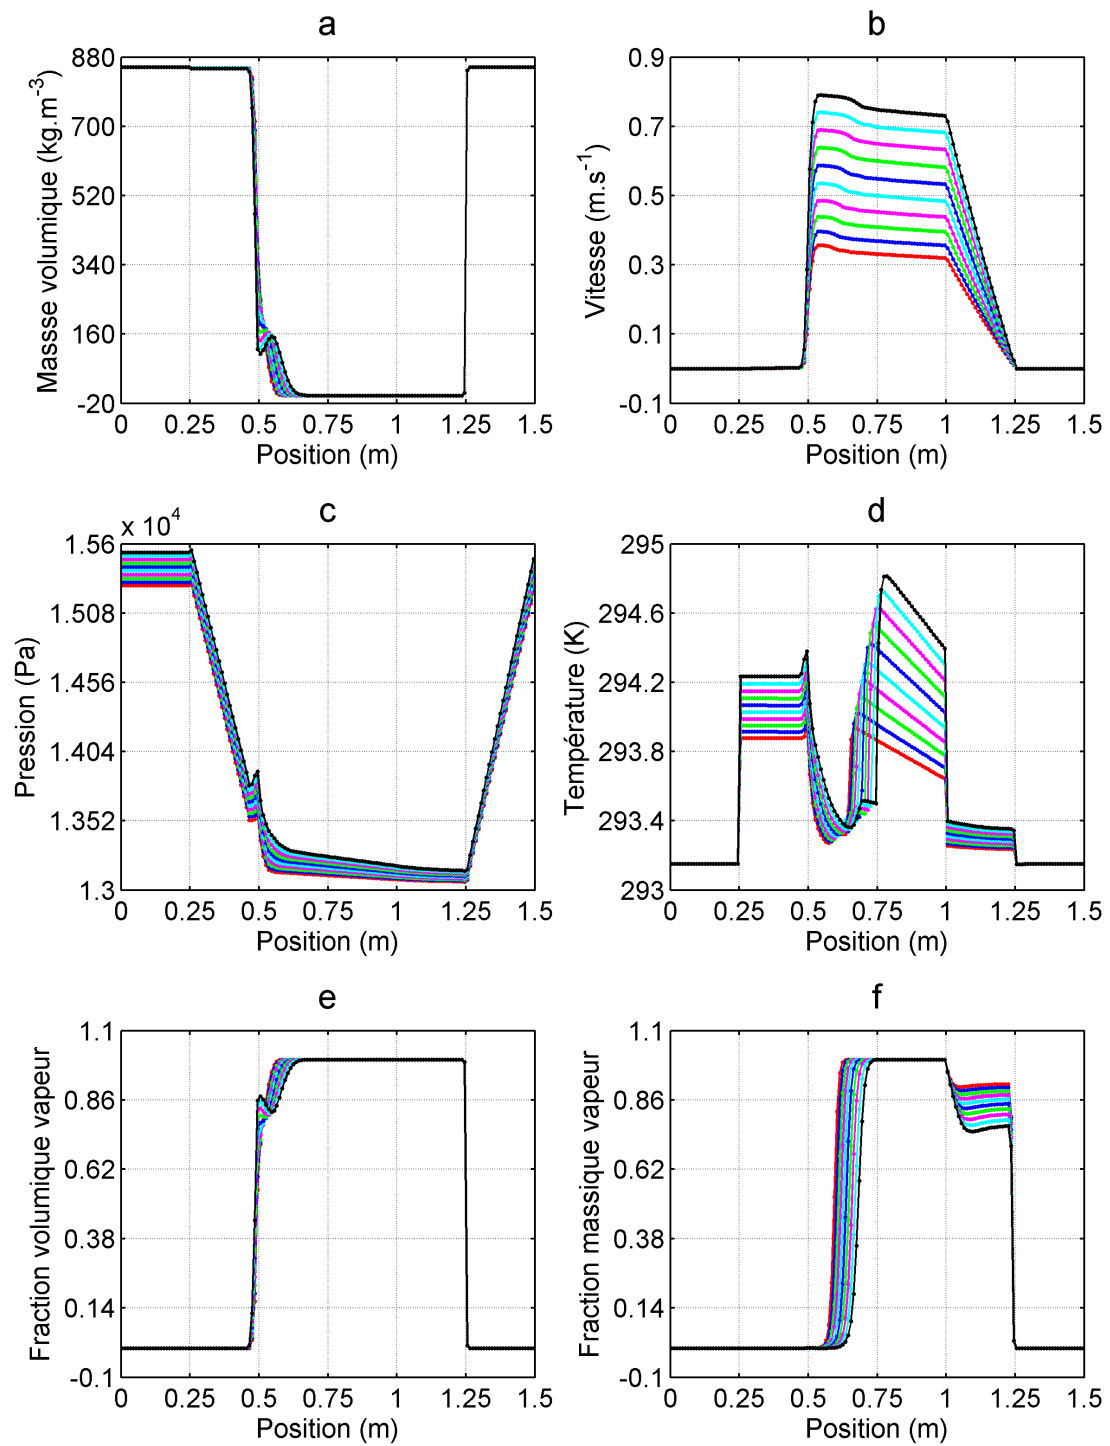 a
880
700
520
340
160
-20
Massse volumique (kg.m-3)
0 0.25 0.5 0.75 1 1.25 1.5
Position (m)
b
0.9
0.7
0.5
0.3
0.1
-0.1
Vitesse (m.s-1)
0 0.25 0.5 0.75 1 1.25 1.5
Position (m)
c
x 10^4
1.56
1.508
1.456
1.404
1.352
1.3
Pression (Pa)
0 0.25 0.5 0.75 1 1.25 1.5
Position (m)
d
295
294.6
294.2
293.8
293.4
293
Température (K)
0 0.25 0.5 0.75 1 1.25 1.5
Position (m)
e
1.1
0.86
0.62
0.38
0.14
-0.1
Fraction volumique vapeur
0 0.25 0.5 0.75 1 1.25 1.5
Position (m)
f
1.1
0.86
0.62
0.38
0.14
-0.1
Fraction massique vapeur
0 0.25 0.5 0.75 1 1.25 1.5
Position (m)